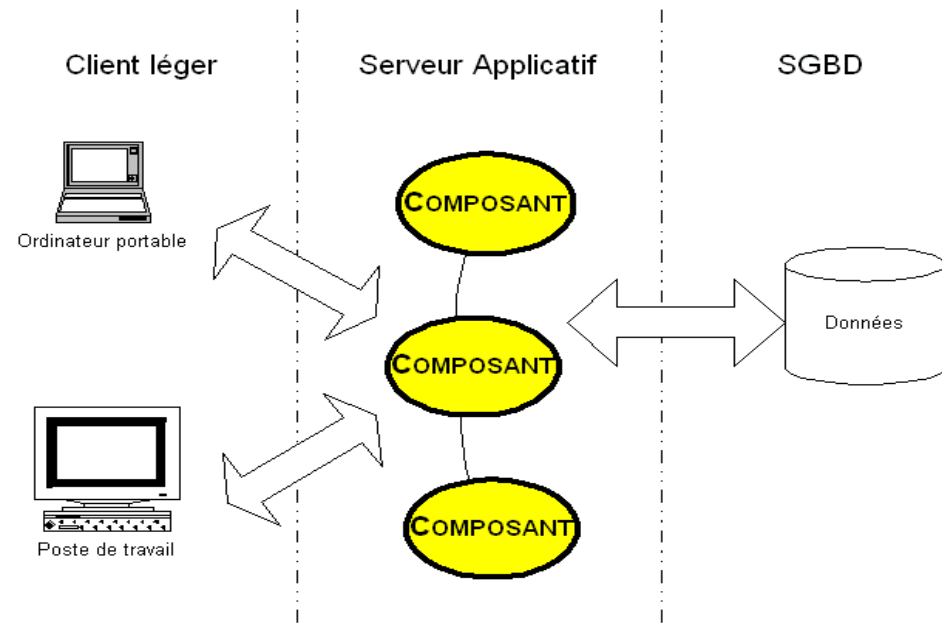 Client léger
Serveur Applicatif
SGBD
COMPOSANT
Ordinateur portable
Données
COMPOSANT
COMPOSANT
Poste de travail